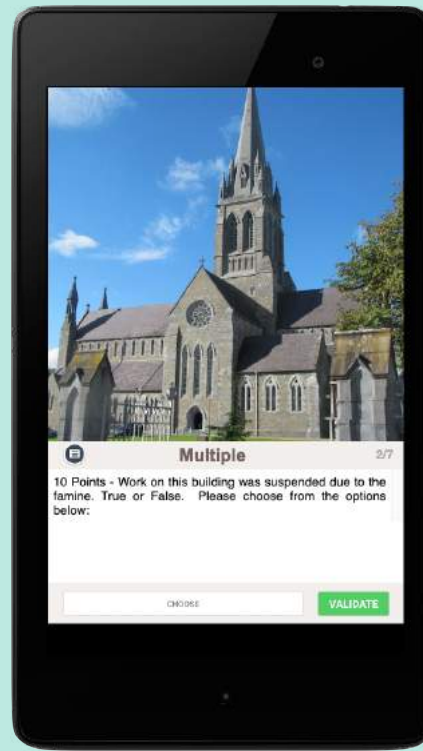 Multiple
2/7
10 Points - Work on this building was suspended due to the
famine. True or False. Please choose from the options
below:
CHOOSE
VALIDATE